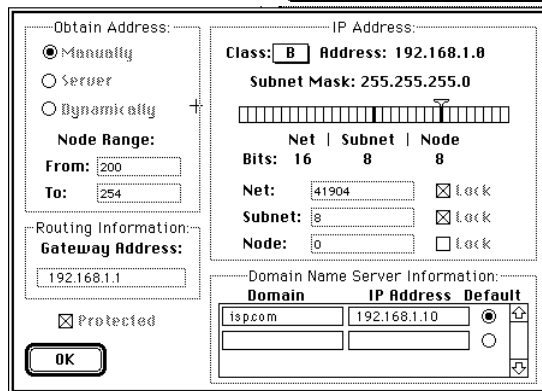 Obtain Address:
Manually
Server
Dynamically
Node Range:
From: 200
To: 254
Routing Information:
Gateway Address:
192.168.1.1
Protected
OK
IP Address:
Class: B Address: 192.168.1.0
Subnet Mask: 255.255.255.0
Net | Subnet | Node
Bits: 16 8 8
Net: 41904 Lock
Subnet: 8 Lock
Node: 0 Lock
Domain Name Server Information:
Domain IP Address Default
isp.com 192.168.1.10